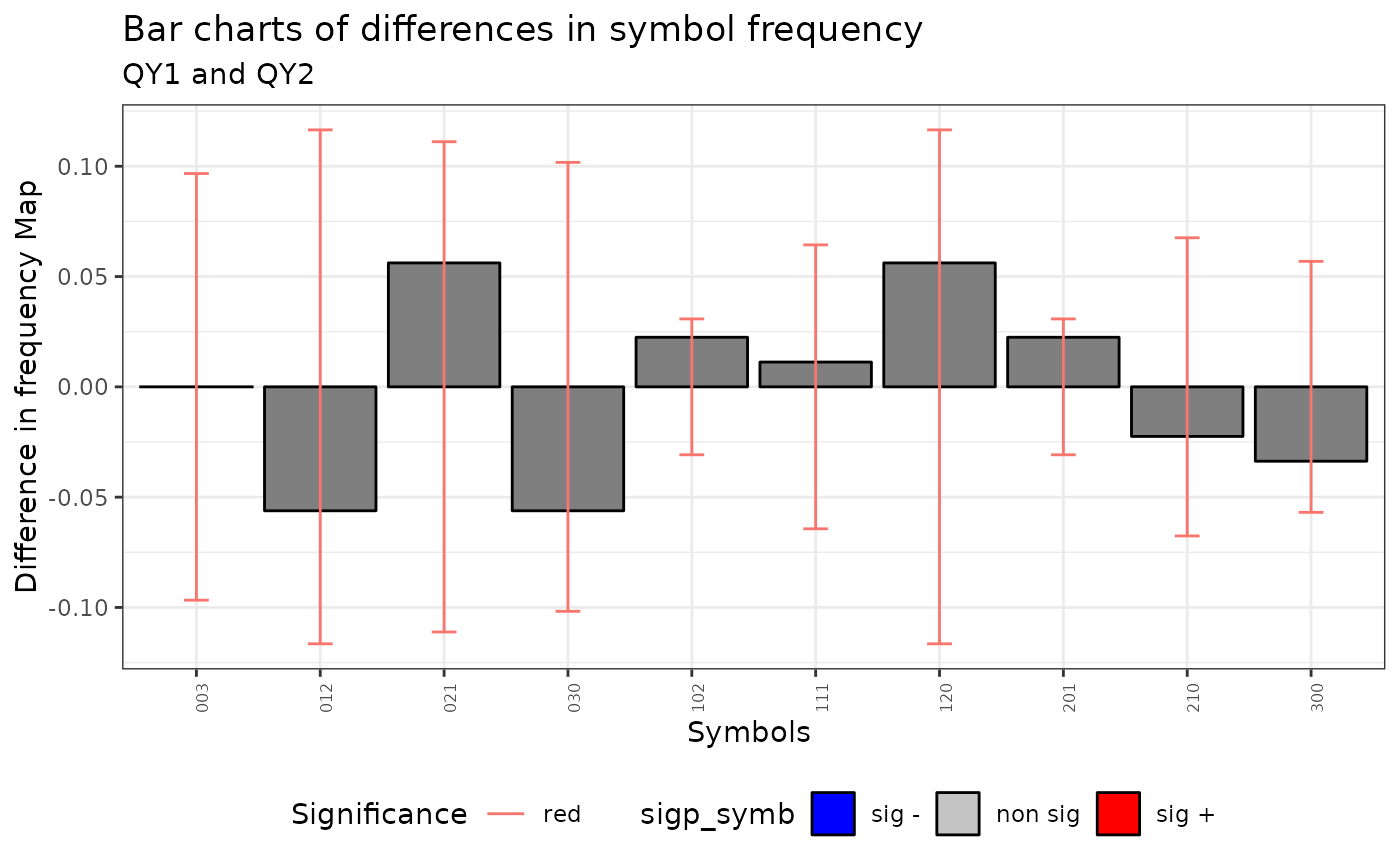 Bar charts of differences in symbol frequency
QY1 and QY2
Difference in frequency Map
0.10
0.05
0.00
-0.05
-0.10
003 012 021 030 102 111 120 201 210 300
Symbols
Significance red sigp_symb sig - non sig sig +